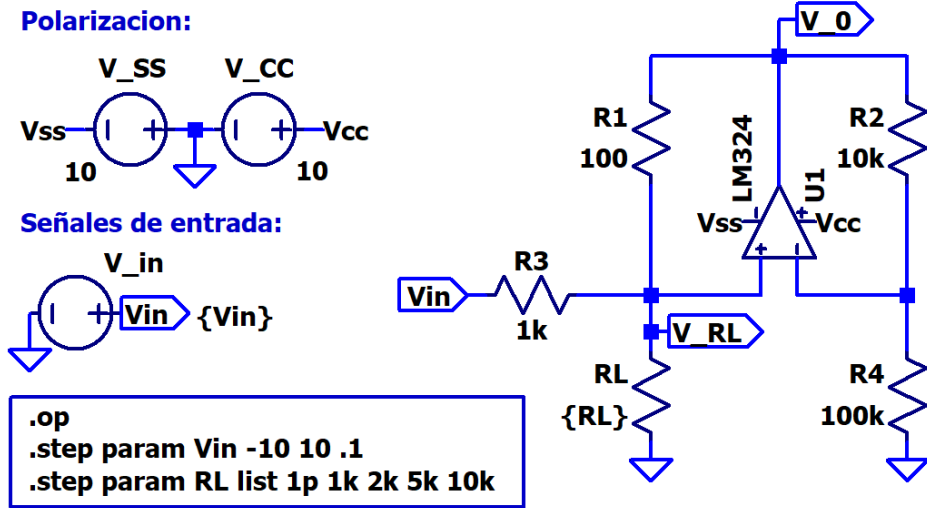 Polarizacion:
V_SS
V_CC
Vss
Vcc
10
10
Señales de entrada:
V_in
Vin
{Vin}
.op
.step param Vin -10 10 .1
.step param RL list 1p 1k 2k 5k 10k
V_0
R1
100
R2
10k
LM324
U1
Vss
Vcc
Vin
R3
1k
V_RL
RL
{RL}
R4
100k